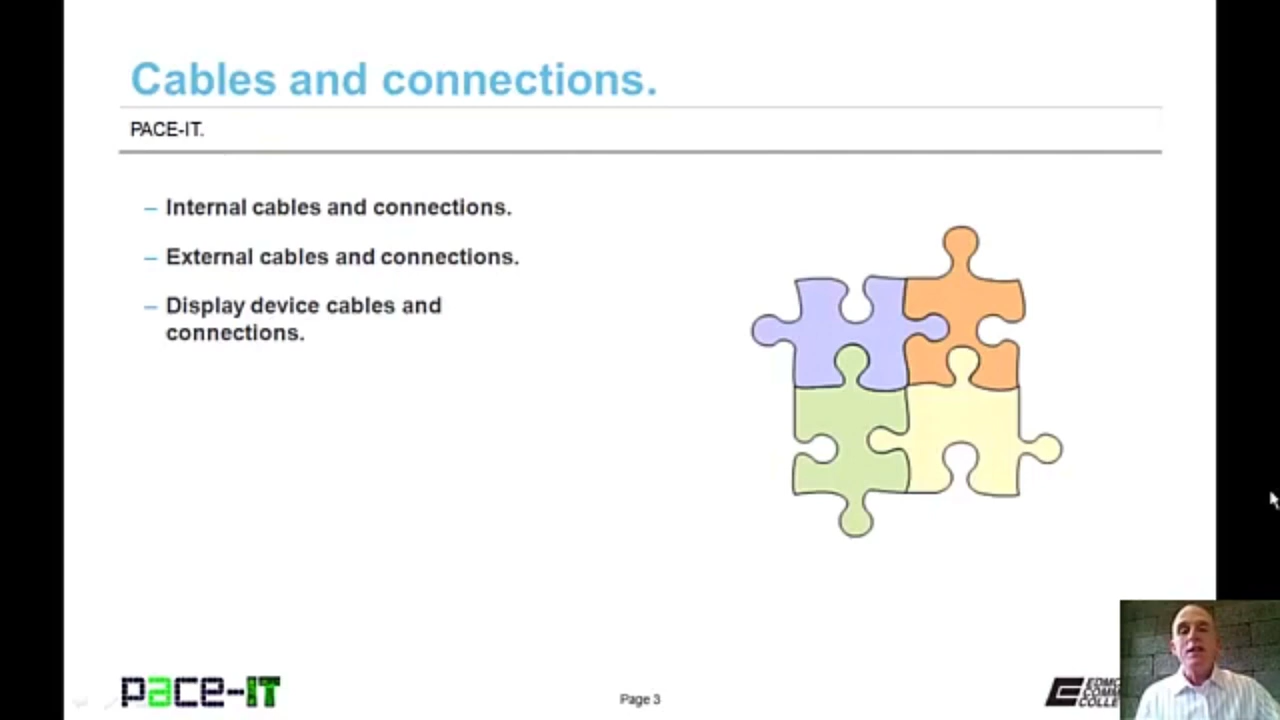 Cables and connections.
PACE-IT.
– Internal cables and connections.
– External cables and connections.
– Display device cables and
connections.
pace-IT
Page 3